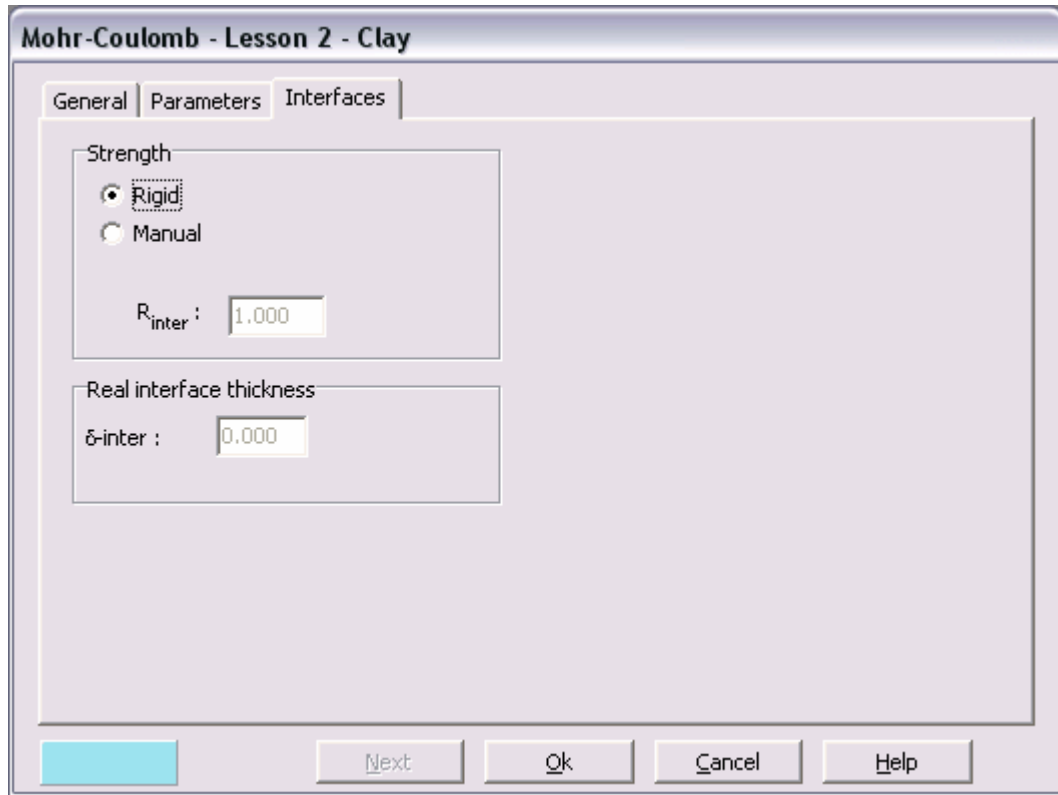 Mohr-Coulomb - Lesson 2 - Clay
General Parameters Interfaces
Strength
Rigid
Manual
Rinter : 1.000
Real interface thickness
δ-inter : 0.000
Next Ok Cancel Help